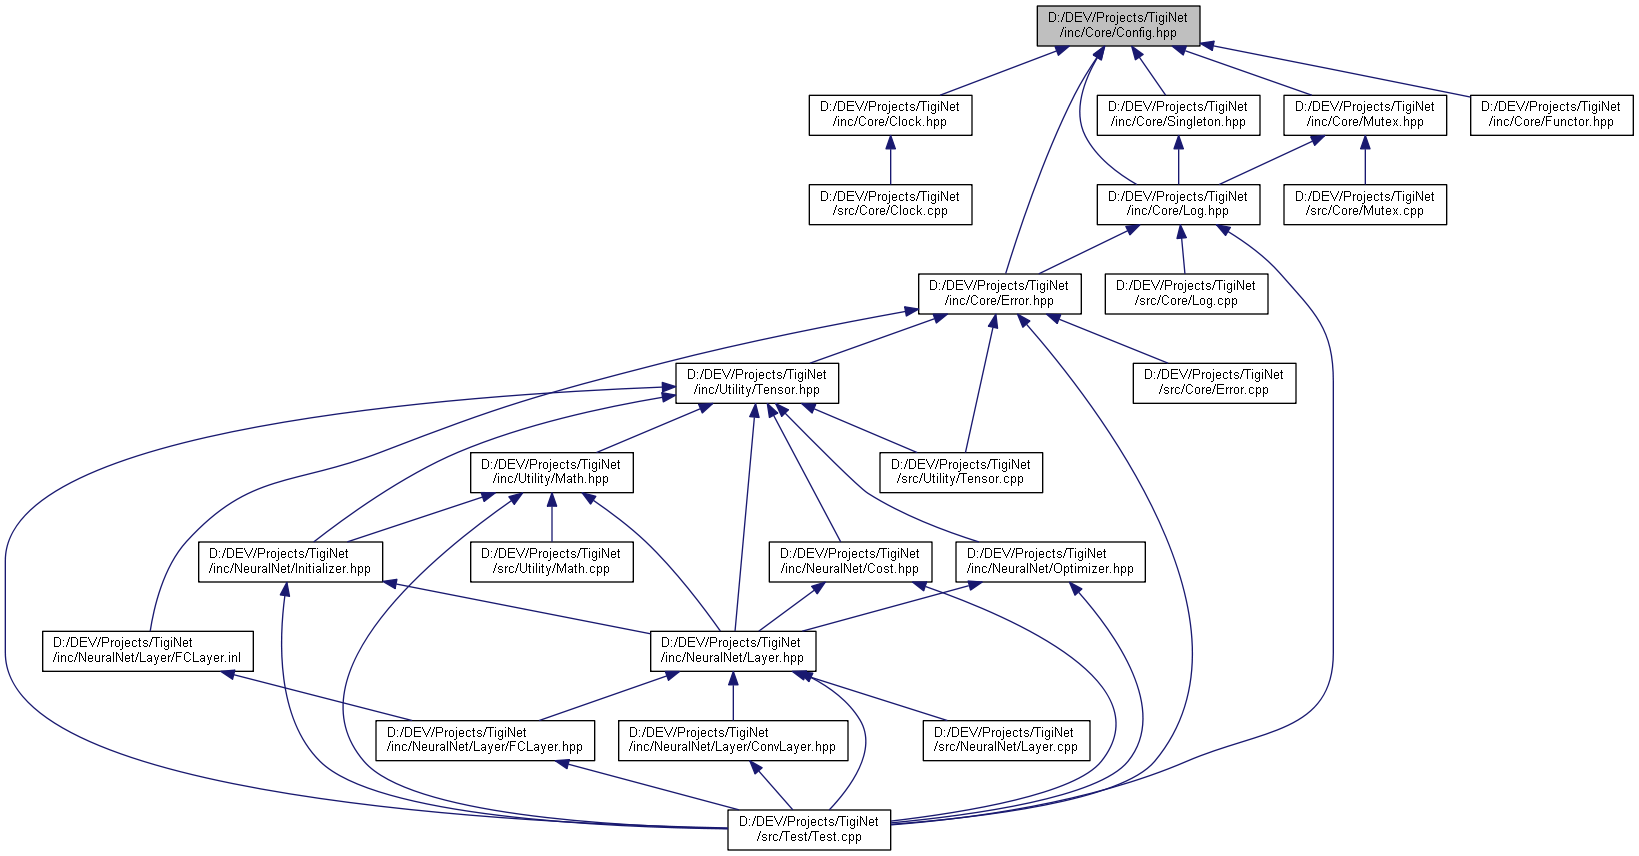 D:/DEV/Projects/TigiNet
/inc/Core/Config.hpp
D:/DEV/Projects/TigiNet
/inc/Core/Clock.hpp
D:/DEV/Projects/TigiNet
/inc/Core/Singleton.hpp
D:/DEV/Projects/TigiNet
/inc/Core/Mutex.hpp
D:/DEV/Projects/TigiNet
/inc/Core/Functor.hpp
D:/DEV/Projects/TigiNet
/src/Core/Clock.cpp
D:/DEV/Projects/TigiNet
/inc/Core/Log.hpp
D:/DEV/Projects/TigiNet
/src/Core/Mutex.cpp
D:/DEV/Projects/TigiNet
/inc/Core/Error.hpp
D:/DEV/Projects/TigiNet
/src/Core/Log.cpp
D:/DEV/Projects/TigiNet
/inc/Utility/Tensor.hpp
D:/DEV/Projects/TigiNet
/src/Core/Error.cpp
D:/DEV/Projects/TigiNet
/inc/Utility/Math.hpp
D:/DEV/Projects/TigiNet
/src/Utility/Tensor.cpp
D:/DEV/Projects/TigiNet
/inc/NeuralNet/Initializer.hpp
D:/DEV/Projects/TigiNet
/src/Utility/Math.cpp
D:/DEV/Projects/TigiNet
/inc/NeuralNet/Cost.hpp
D:/DEV/Projects/TigiNet
/inc/NeuralNet/Optimizer.hpp
D:/DEV/Projects/TigiNet
/inc/NeuralNet/Layer/FCLayer.inl
D:/DEV/Projects/TigiNet
/inc/NeuralNet/Layer.hpp
D:/DEV/Projects/TigiNet
/inc/NeuralNet/Layer/FCLayer.hpp
D:/DEV/Projects/TigiNet
/inc/NeuralNet/Layer/ConvLayer.hpp
D:/DEV/Projects/TigiNet
/src/NeuralNet/Layer.cpp
D:/DEV/Projects/TigiNet
/src/Test/Test.cpp